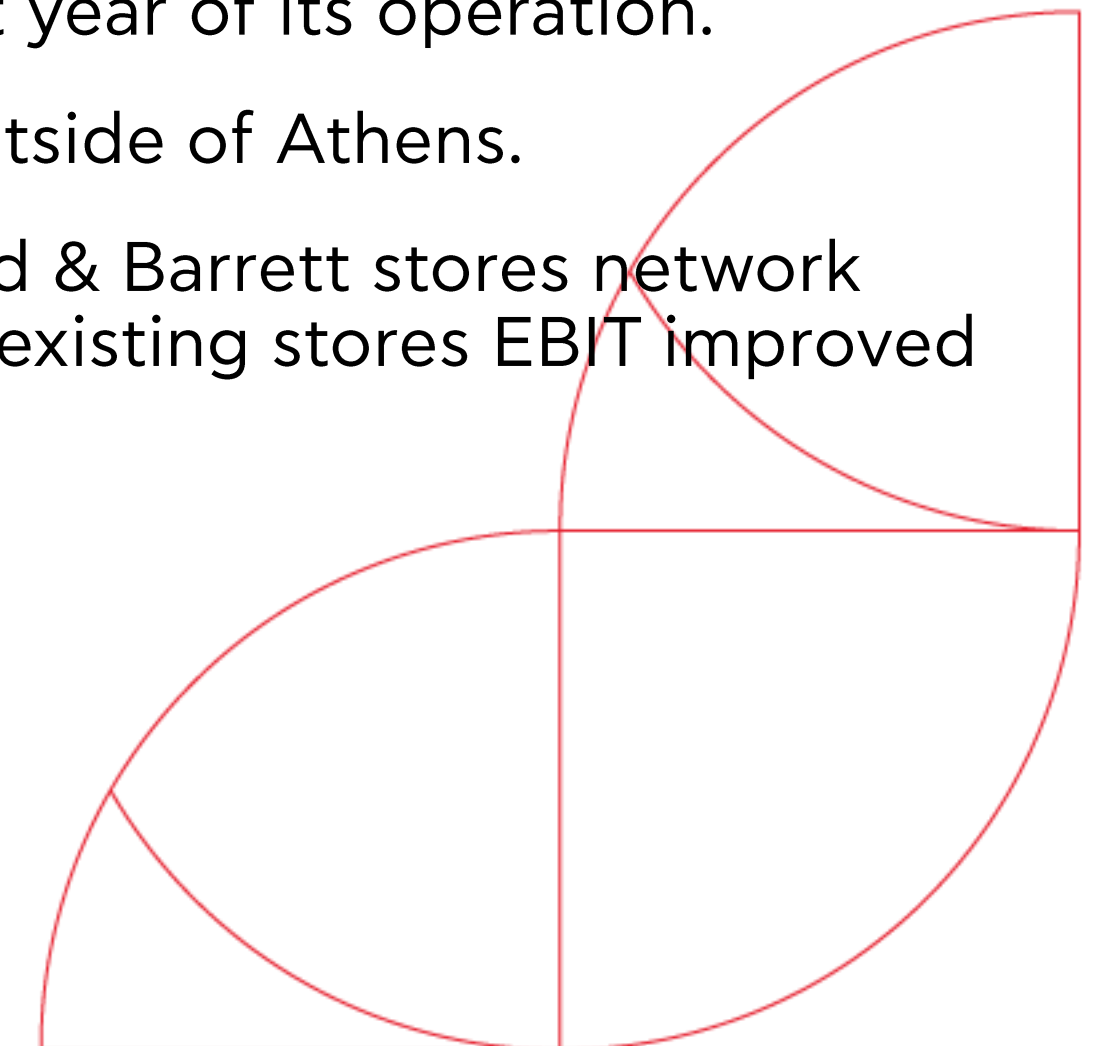 year of its operation.
tside of Athens.
d & Barrett stores network
existing stores EBIT improved